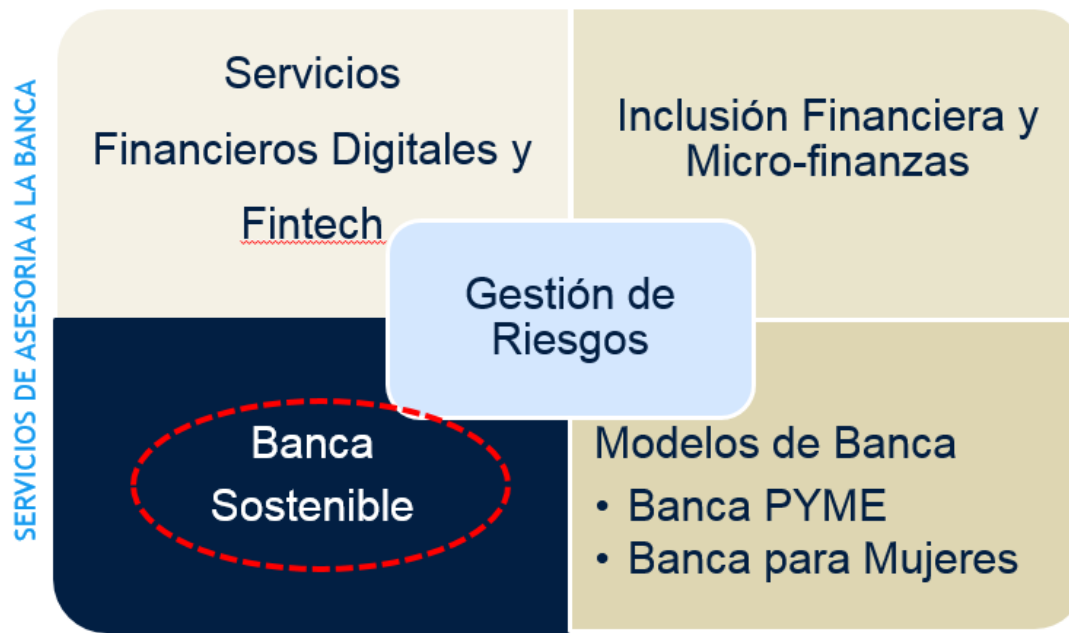 SERVICIOS DE ASESORIA A LA BANCA
Servicios
Financieros Digitales y
Fintech
Inclusión Financiera y
Micro-finanzas
Gestión de
Riesgos
Banca
Sostenible
Modelos de Banca
• Banca PYME
• Banca para Mujeres